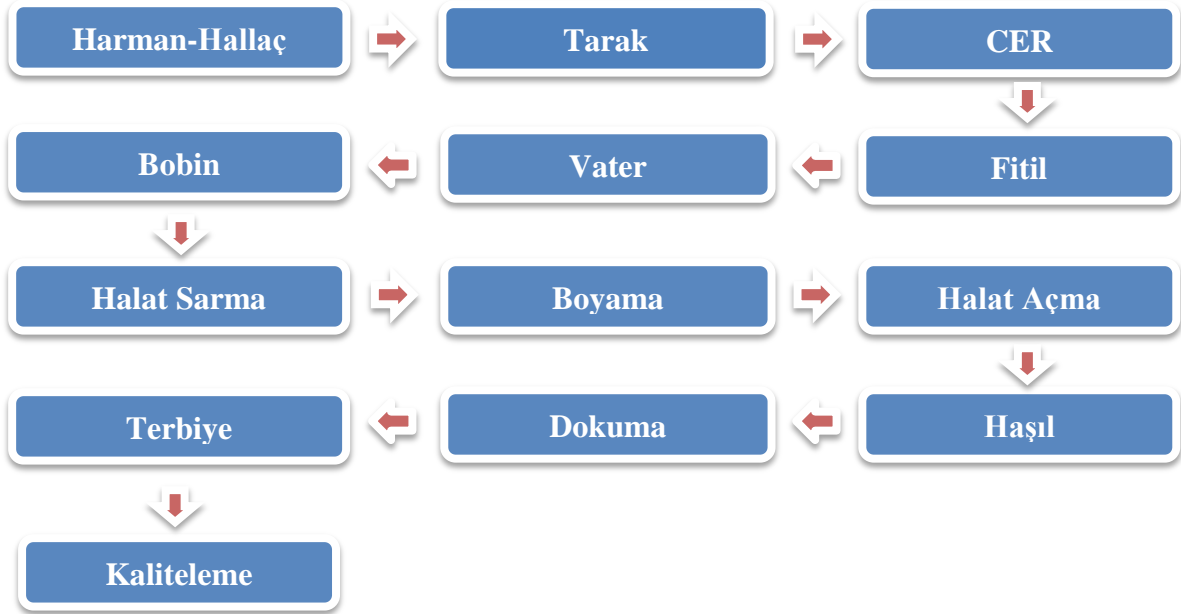 Harman-Hallaç
Tarak
CER
Fitil
Vater
Bobin
Halat Sarma
Boyama
Halat Açma
Haşıl
Dokuma
Terbiye
Kaliteleme